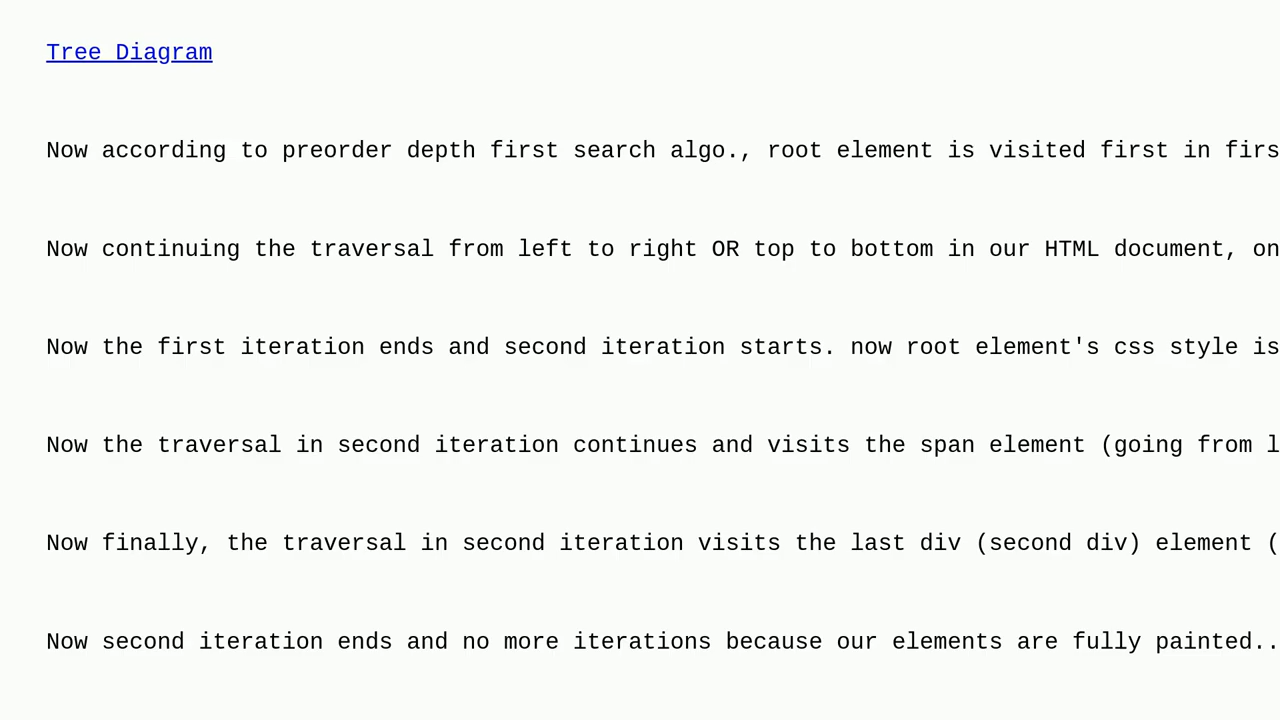 Tree Diagram
Now according to preorder depth first search algo., root element is visited first in firs
Now continuing the traversal from left to right OR top to bottom in our HTML document, on
Now the first iteration ends and second iteration starts. now root element's css style is
Now the traversal in second iteration continues and visits the span element (going from l
Now finally, the traversal in second iteration visits the last div (second div) element (
Now second iteration ends and no more iterations because our elements are fully painted..